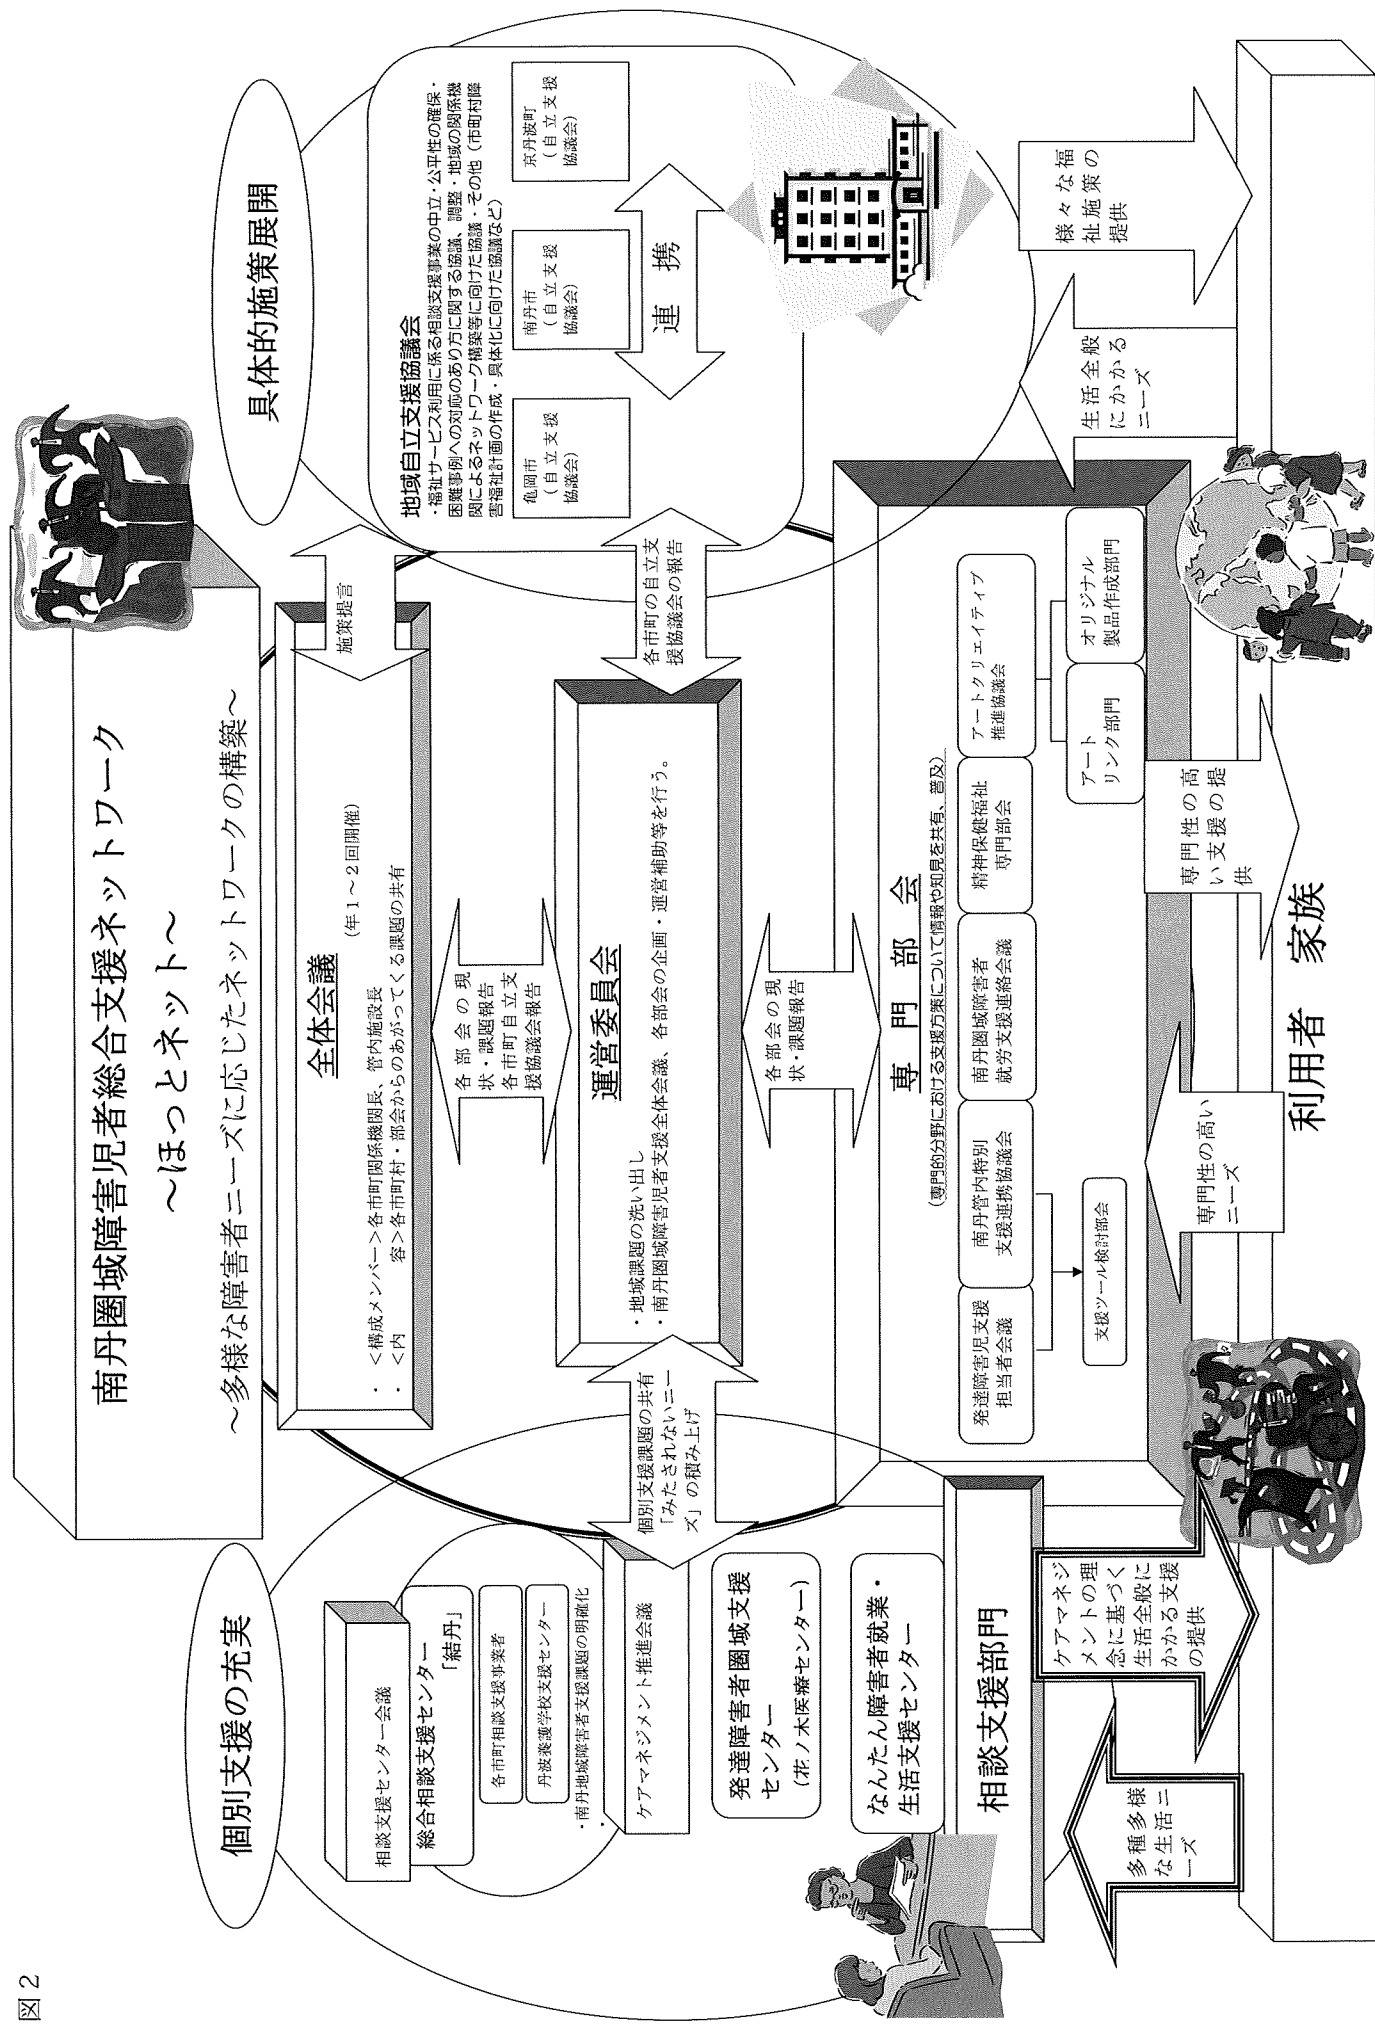 図２
南丹圏域障害児者総合支援ネットワーク
～ほっとネット～
～多様な障害者ニーズに応じたネットワークの構築～
個別支援の充実
相談支援センター会議
総合相談支援センター
「結丹」
各市町相談支援事業者
丹波養護学校支援センター
・南丹地域障害者支援課題の明確化
・
ケアマネジメント推進会議
発達障害者圏域支援
センター
(花ノ木医療センター)
なんたん障害者就業・
生活支援センター
相談支援部門
多種多様
な生活ニ
ーズ
ケアマネジ
メントの理
念に基づく
生活全般に
かかる支援
の提供
個別支援課題の共有
「みたされないニー
ズ」の積み上げ
全体会議
(年１～２回開催)
・ ＜構成メンバー＞各市町関係機関長、管内施設長
・ ＜内　　　容＞各市町村・部会からのあがってくる課題の共有
各部会の現
状・課題報告
各市町自立支
援協議会報告
運営委員会
・地域課題の洗い出し
・南丹圏域障害児者支援全体会議、各部会の企画・運営補助等を行う。
各部会の現
状・課題報告
専門部会
(専門的分野における支援方策について情報や知見を共有、普及)
発達障害児支援
担当者会議
南丹管内特別
支援連携協議会
南丹圏域障害者
就労支援連絡会議
精神保健福祉
専門部会
アートクリエイティブ
推進協議会
支援ツール検討部会
アート
リンク部門
オリジナル
製品作成部門
専門性の高い
ニーズ
専門性の高
い支援の提
供
具体的施策展開
施策提言
各市町の自立支
援協議会の報告
地域自立支援協議会
・福祉サービス利用に係る相談支援事業の中立・公平性の確保・
困難事例への対応のあり方に関する協議、調整・地域の関係機
関によるネットワーク構築等に向けた協議・その他（市町村障
害福祉計画の作成・具体化に向けた協議など）
亀岡市
（自立支援
協議会）
南丹市
（自立支援
協議会）
京丹波町
（自立支援
協議会）
連携
生活全般
にかかる
ニーズ
様々な福
祉施策の
提供
利用者　家族